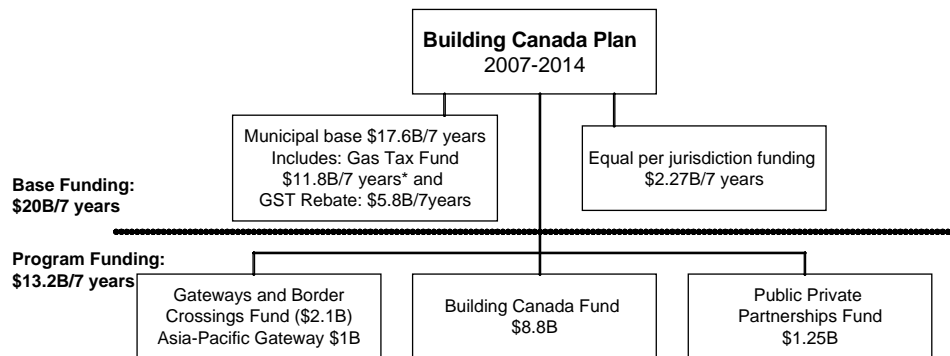 Building Canada Plan
2007-2014
Municipal base $17.6B/7 years
Includes: Gas Tax Fund
$11.8B/7 years* and
GST Rebate: $5.8B/7years
Equal per jurisdiction funding
$2.27B/7 years
Base Funding:
$20B/7 years
Program Funding:
$13.2B/7 years
Gateways and Border
Crossings Fund ($2.1B)
Asia-Pacific Gateway $1B
Building Canada Fund
$8.8B
Public Private
Partnerships Fund
$1.25B